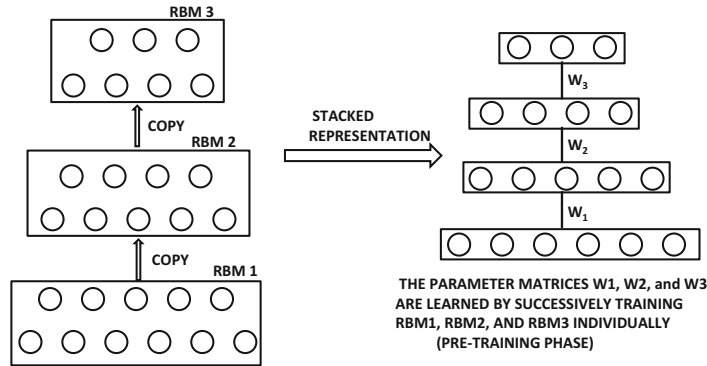 RBM 3
COPY
RBM 2
COPY
RBM 1
STACKED
REPRESENTATION
W3
W2
W1
THE PARAMETER MATRICES W1, W2, and W3
ARE LEARNED BY SUCCESSIVELY TRAINING
RBM1, RBM2, AND RBM3 INDIVIDUALLY
(PRE-TRAINING PHASE)